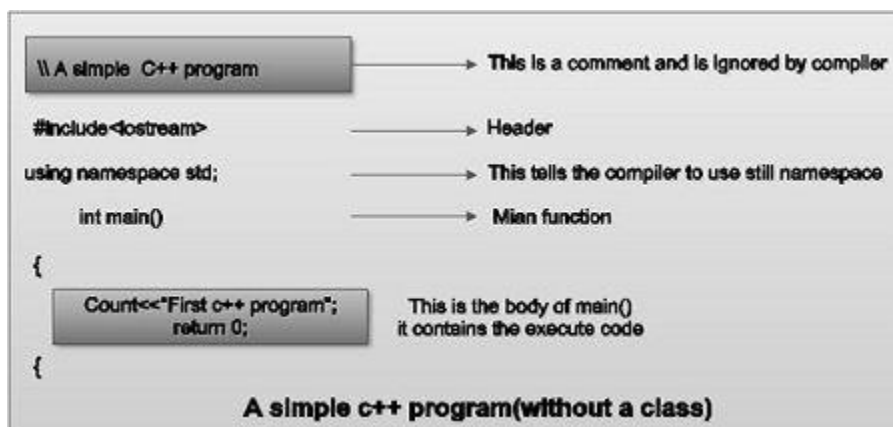 \\ A simple C++ program
This is a comment and is ignored by compiler
#include<iostream>
Header
using namespace std;
This tells the compiler to use still namespace
int main()
Mian function
{
Count<<"First c++ program";
return 0;
This is the body of main()
it contains the execute code
{
A simple c++ program(without a class)